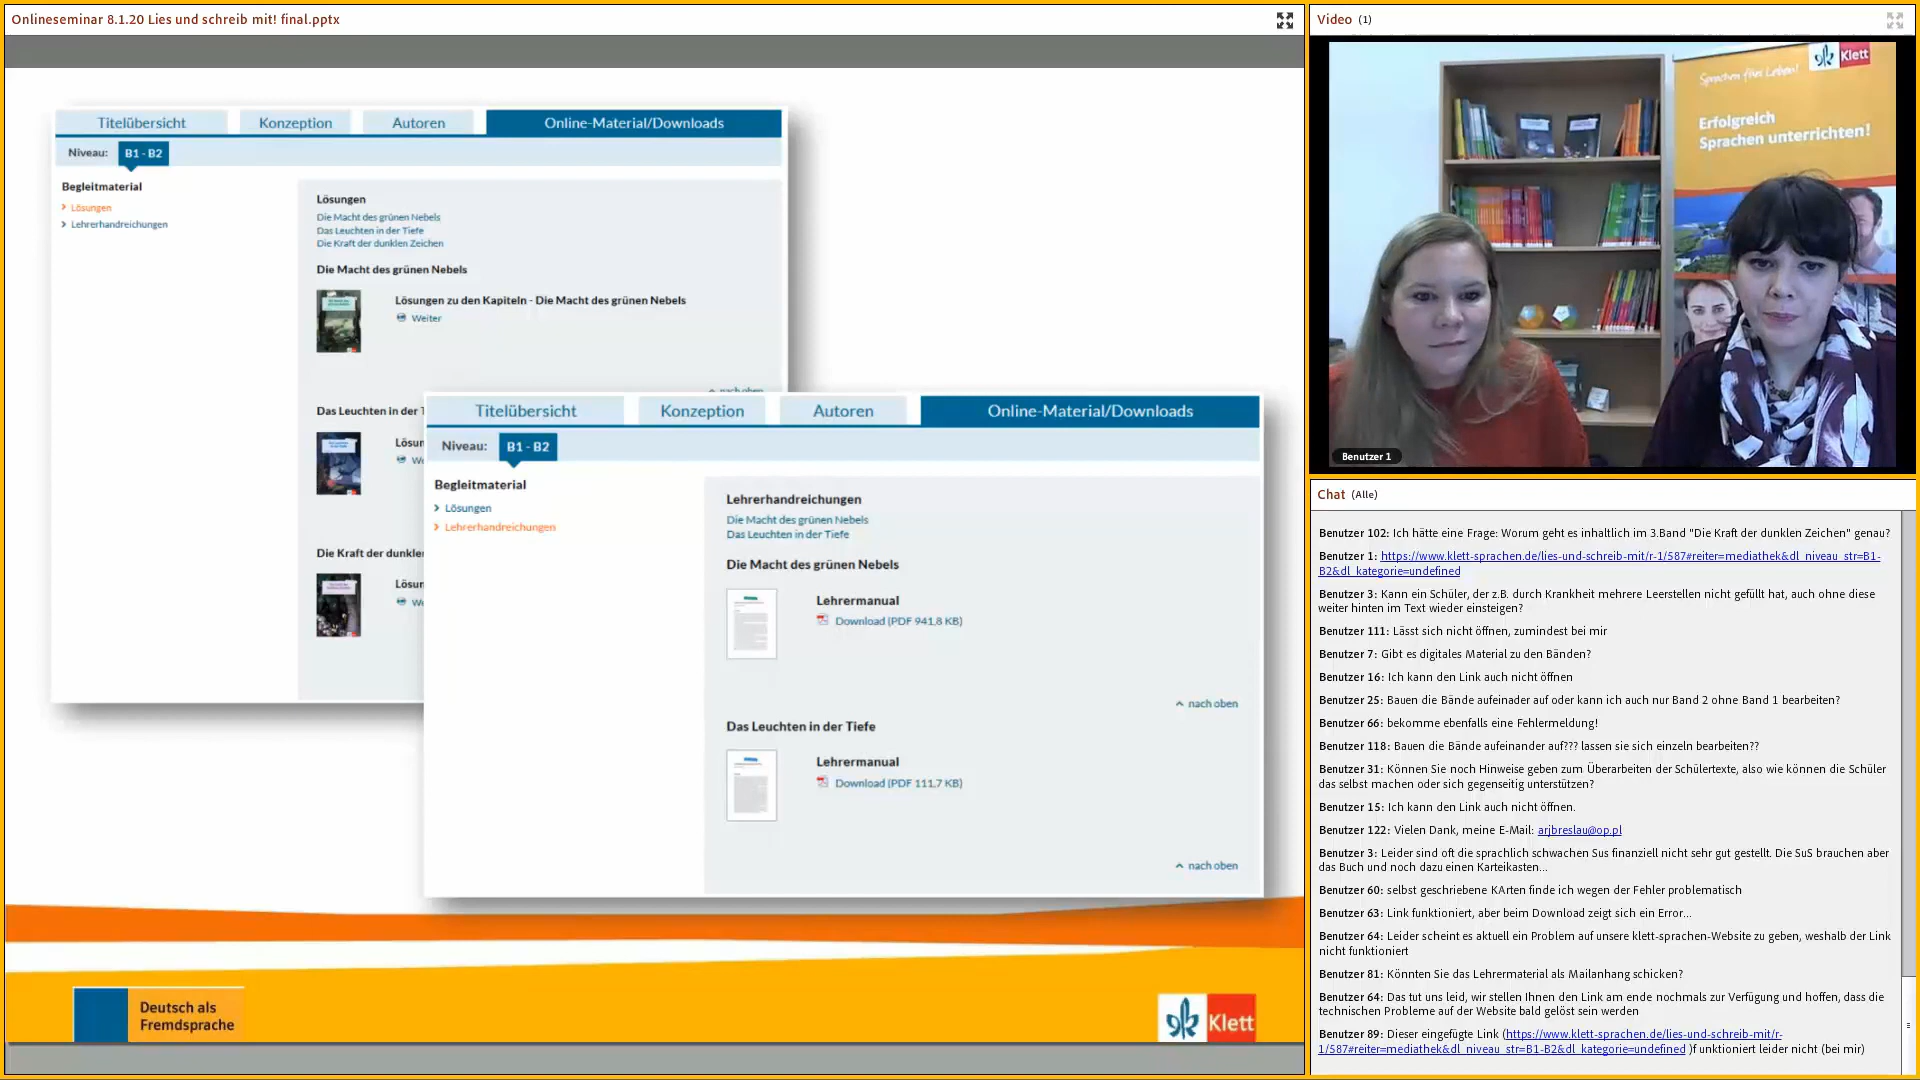 Onlineseminar 8.1.20 Lies und schreib mit! final.pptx
Titelübersicht
Konzeption
Autoren
Online-Material/Downloads
Niveau:
B1 - B2
Begleitmaterial
Lösungen
Lehrerhandreichungen
Lösungen
Die Macht des grünen Nebels
Das Leuchten in der Tiefe
Die Kraft der dunklen Zeichen
Die Macht des grünen Nebels
Lösungen zu den Kapiteln - Die Macht des grünen Nebels
Weiter
nach oben
Das Leuchten in der T
Lösun
We
Die Kraft der dunkle
Lösun
We
Titelübersicht
Konzeption
Autoren
Online-Material/Downloads
Niveau:
B1 - B2
Begleitmaterial
Lösungen
Lehrerhandreichungen
Lehrerhandreichungen
Die Macht des grünen Nebels
Das Leuchten in der Tiefe
Die Macht des grünen Nebels
Lehrermanual
Download (PDF 941,8 KB)
nach oben
Das Leuchten in der Tiefe
Lehrermanual
Download (PDF 111,7 KB)
nach oben
Deutsch als
Fremdsprache
Klett
Video (1)
Klett
Sprachen fürs Leben!
Erfolgreich
Sprachen unterrichten!
Benutzer 1
Chat (Alle)
Benutzer 102: Ich hätte eine Frage: Worum geht es inhaltlich im 3.Band "Die Kraft der dunklen Zeichen" genau?
Benutzer 1: https://www.klett-sprachen.de/lies-und-schreib-mit/r-1/587#reiter=mediathek&dl_niveau_str=B1-
B2&dl_kategorie=undefined
Benutzer 3: Kann ein Schüler, der z.B. durch Krankheit mehrere Leerstellen nicht gefüllt hat, auch ohne diese
weiter hinten im Text wieder einsteigen?
Benutzer 111: Lässt sich nicht öffnen, zumindest bei mir
Benutzer 7: Gibt es digitales Material zu den Bänden?
Benutzer 16: Ich kann den Link auch nicht öffnen
Benutzer 25: Bauen die Bände aufeinader auf oder kann ich auch nur Band 2 ohne Band 1 bearbeiten?
Benutzer 66: bekomme ebenfalls eine Fehlermeldung!
Benutzer 118: Bauen die Bände aufeinander auf??? lassen sie sich einzeln bearbeiten??
Benutzer 31: Können Sie noch Hinweise geben zum Überarbeiten der Schülertexte, also wie können die Schüler
das selbst machen oder sich gegenseitig unterstützen?
Benutzer 15: Ich kann den Link auch nicht öffnen.
Benutzer 122: Vielen Dank, meine E-Mail: arjbreslau@op.pl
Benutzer 3: Leider sind oft die sprachlich schwachen Sus finanziell nicht sehr gut gestellt. Die SuS brauchen aber
das Buch und noch dazu einen Karteikasten...
Benutzer 60: selbst geschriebene KArten finde ich wegen der Fehler problematisch
Benutzer 63: Link funktioniert, aber beim Download zeigt sich ein Error...
Benutzer 64: Leider scheint es aktuell ein Problem auf unsere klett-sprachen-Website zu geben, weshalb der Link
nicht funktioniert
Benutzer 81: Könnten Sie das Lehrermaterial als Mailanhang schicken?
Benutzer 64: Das tut uns leid, wir stellen Ihnen den Link am ende nochmals zur Verfügung und hoffen, dass die
technischen Probleme auf der Website bald gelöst sein werden
Benutzer 89: Dieser eingefügte Link (https://www.klett-sprachen.de/lies-und-schreib-mit/r-
1/587#reiter=mediathek&dl_niveau_str=B1-B2&dl_kategorie=undefined )f unktioniert leider nicht (bei mir)